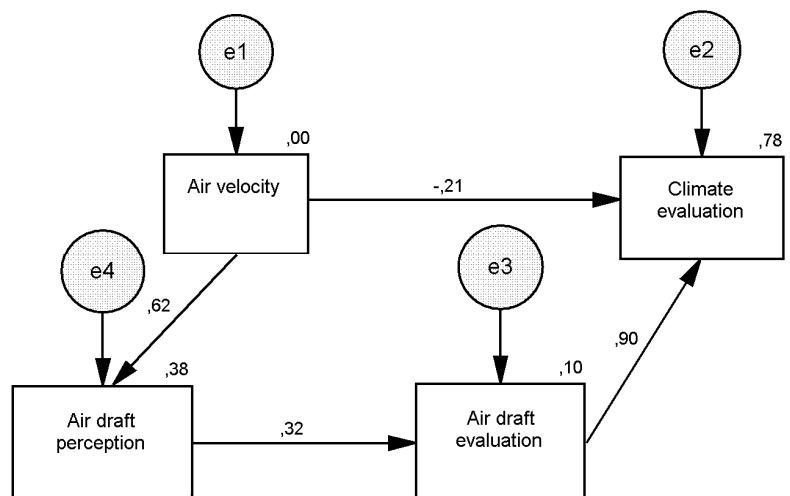 e1
e2
,00
,78
Air velocity
-,21
Climate
evaluation
e4
e3
,62
,90
,38
,10
Air draft
perception
,32
Air draft
evaluation